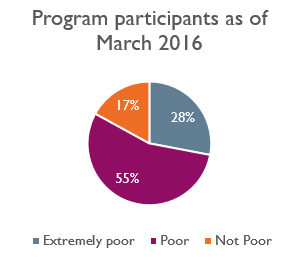 Program participants as of
March 2016
17%
28%
55%
Extremely poor Poor Not Poor